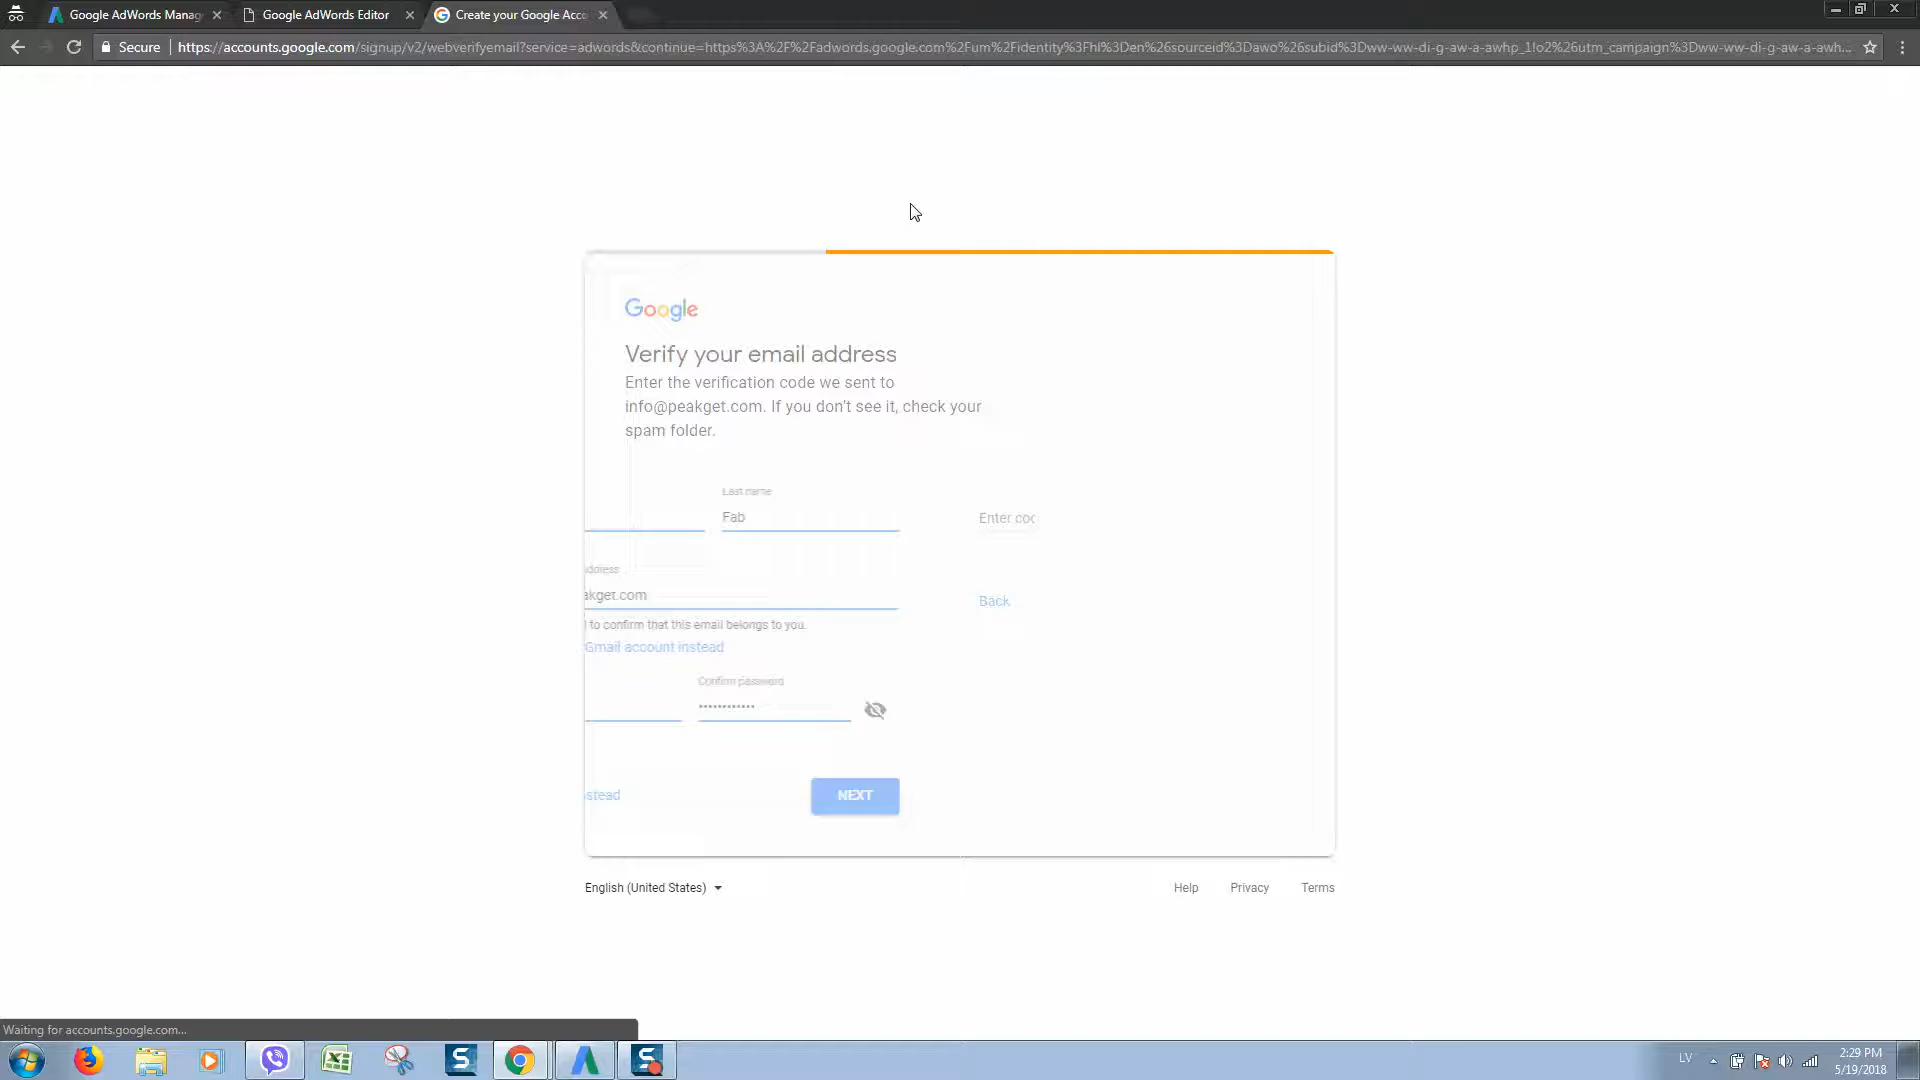 Google AdWords Manag
Google AdWords Editor
Create your Google Acco
Secure
https://accounts.google.com/signup/v2/webverifyemail?service=adwords&continue=https%3A%2F%2Fadwords.google.com%2Fum%2Fidentity%3Fhl%3Den%26sourceid%3Dawo%26subid%3Dww-ww-di-g-aw-a-awhp_1!o2%26utm_campaign%3Dww-ww-di-g-aw-a-awh...
Google
Verify your email address
Enter the verification code we sent to
info@peakget.com. If you don't see it, check your
spam folder.
Last name
Fab
Enter coc
ddress
akget.com
Back
l to confirm that this email belongs to you.
Gmail account instead
Confirm password
stead
NEXT
English (United States)
Help
Privacy
Terms
Waiting for accounts.google.com...
LV
2:29 PM
5/19/2018